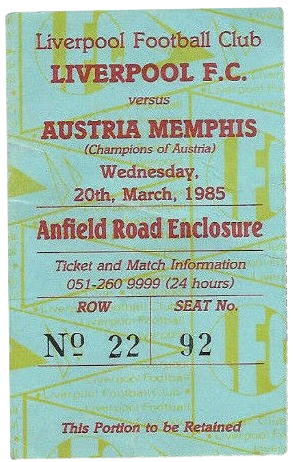 Liverpool Football Club
LIVERPOOL F.C.
versus
AUSTRIA MEMPHIS
(Champions of Austria)
Wednesday,
20th, March, 1985
Anfield Road Enclosure
Ticket and Match Information
051-260 9999 (24 hours)
ROW SEAT No.
Nº 22 92
This Portion to be Retained